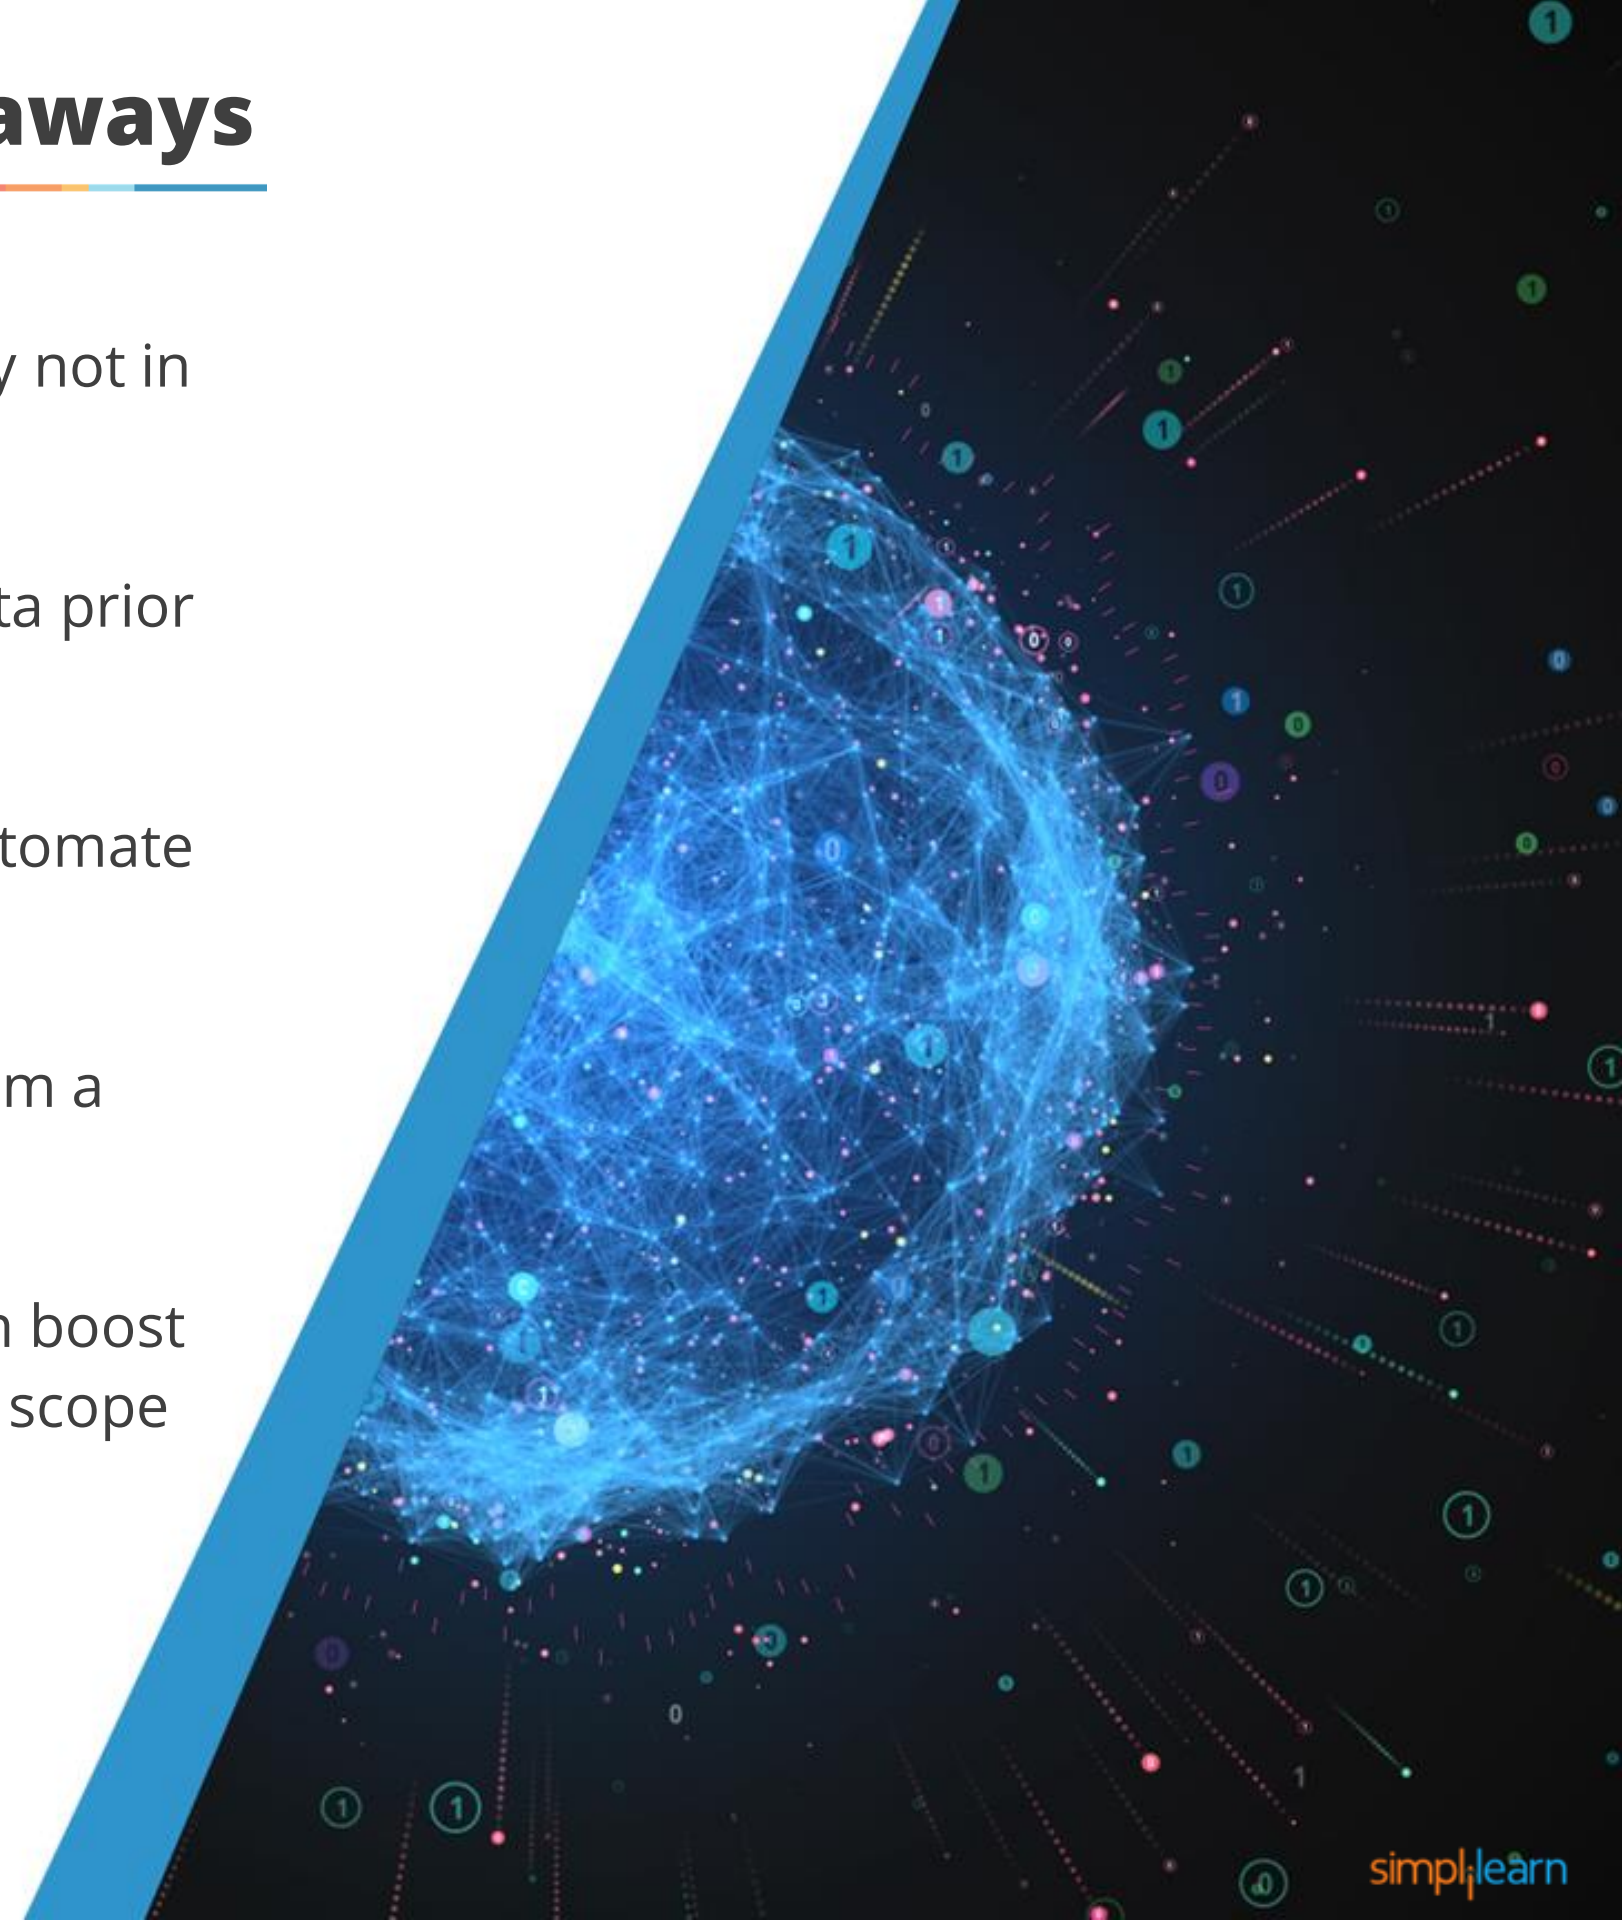 aways
y not in
ta prior
tomate
m a
n boost
scope
simplilearn